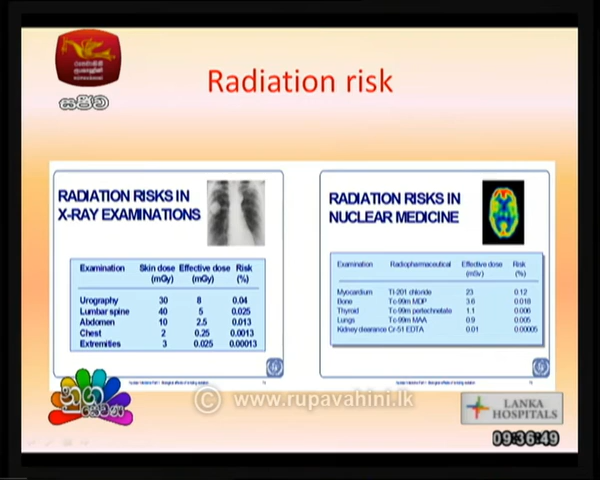 සජීව
Radiation risk
RADIATION RISKS IN
X-RAY EXAMINATIONS
Examination Skin dose Effective dose Risk
(mGy) (mGy) (%)
Urography 30 8 0.04
Lumbar spine 40 5 0.025
Abdomen 10 2.5 0.013
Chest 2 0.25 0.0013
Extremities 3 0.025 0.00013
RADIATION RISKS IN
NUCLEAR MEDICINE
Examination Radiopharmaceutical Effective dose Risk
(mGy) (%)
Myocardium Tl-201 chloride 23 0.12
Bone Tc-99m MDP 3.6 0.018
Thyroid Tc-99m pertechnetate 1.1 0.006
Lungs Tc-99m MAA 0.9 0.005
Kidney clearance Cr-51 EDTA 0.01 0.00005
නුග
සෙවණ
© www.rupavahini.lk
LANKA
HOSPITALS
09:36:49